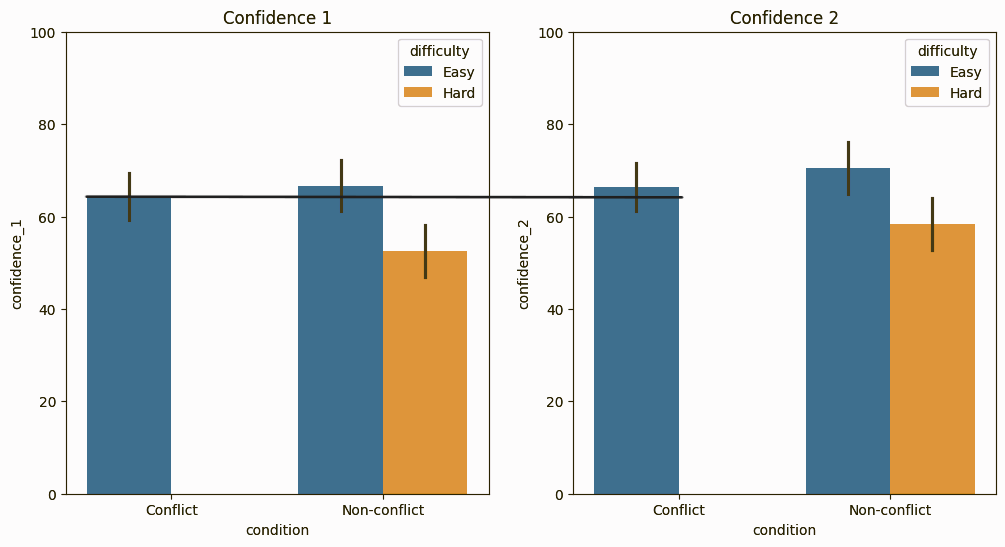 Confidence 1
100
80
60
40
20
0
confidence_1
difficulty
Easy
Hard
Conflict
Non-conflict
condition
Confidence 2
100
80
60
40
20
0
confidence_2
difficulty
Easy
Hard
Conflict
Non-conflict
condition